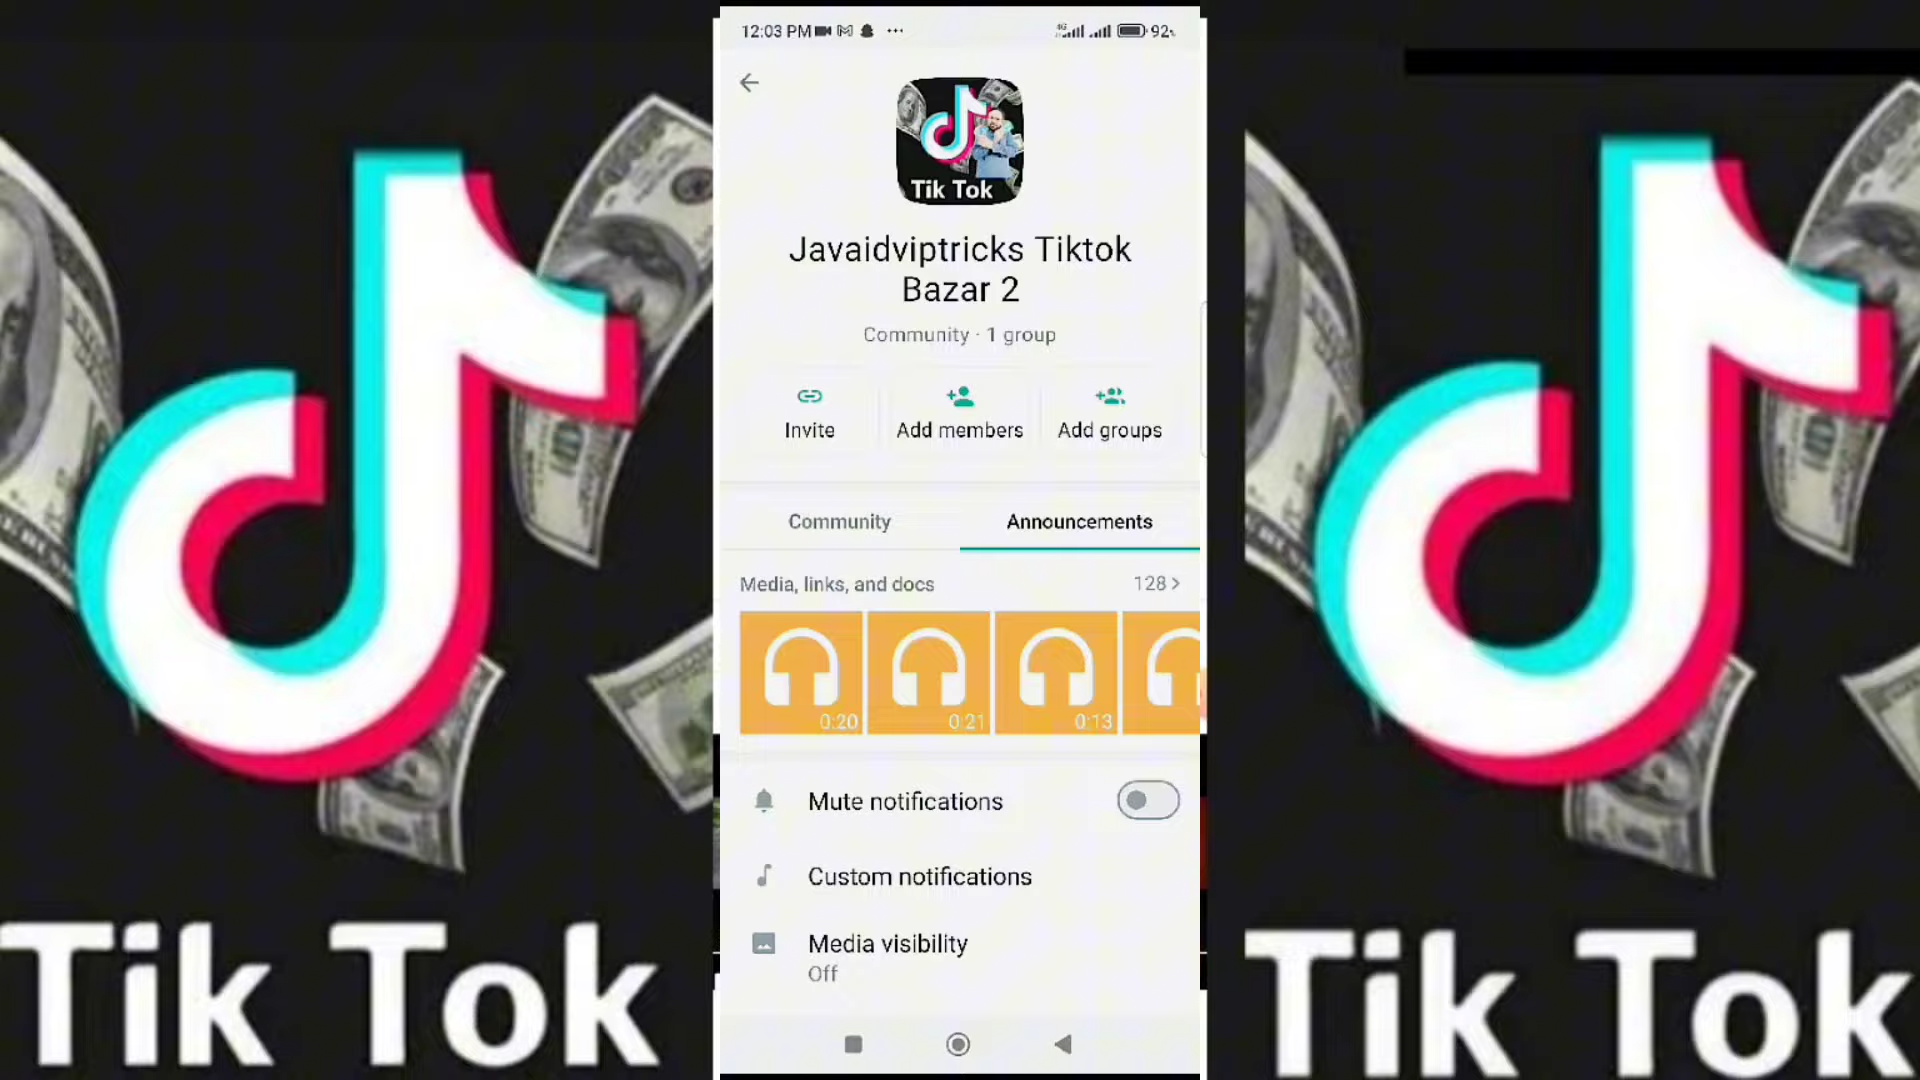 12:03 PM
4G
92
Tik Tok
Javaidviptricks Tiktok
Bazar 2
Community · 1 group
Invite
Add members
Add groups
Community
Announcements
Media, links, and docs
128 >
0:20
0:21
0:13
Mute notifications
Custom notifications
Media visibility
Off
Tik Tok
Tik Tok